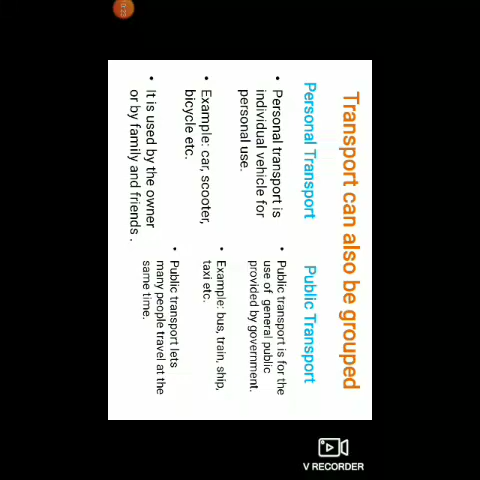 Transport can also be grouped
Personal Transport
• Personal transport is
individual vehicle for
personal use.
• Example: car, scooter,
bicycle etc.
• It is used by the owner
or by family and friends .
Public Transport
• Public transport is for the
use of general public
provided by government.
• Example: bus, train, ship,
taxi etc.
• Public transport lets
many people travel at the
same time.
V RECORDER